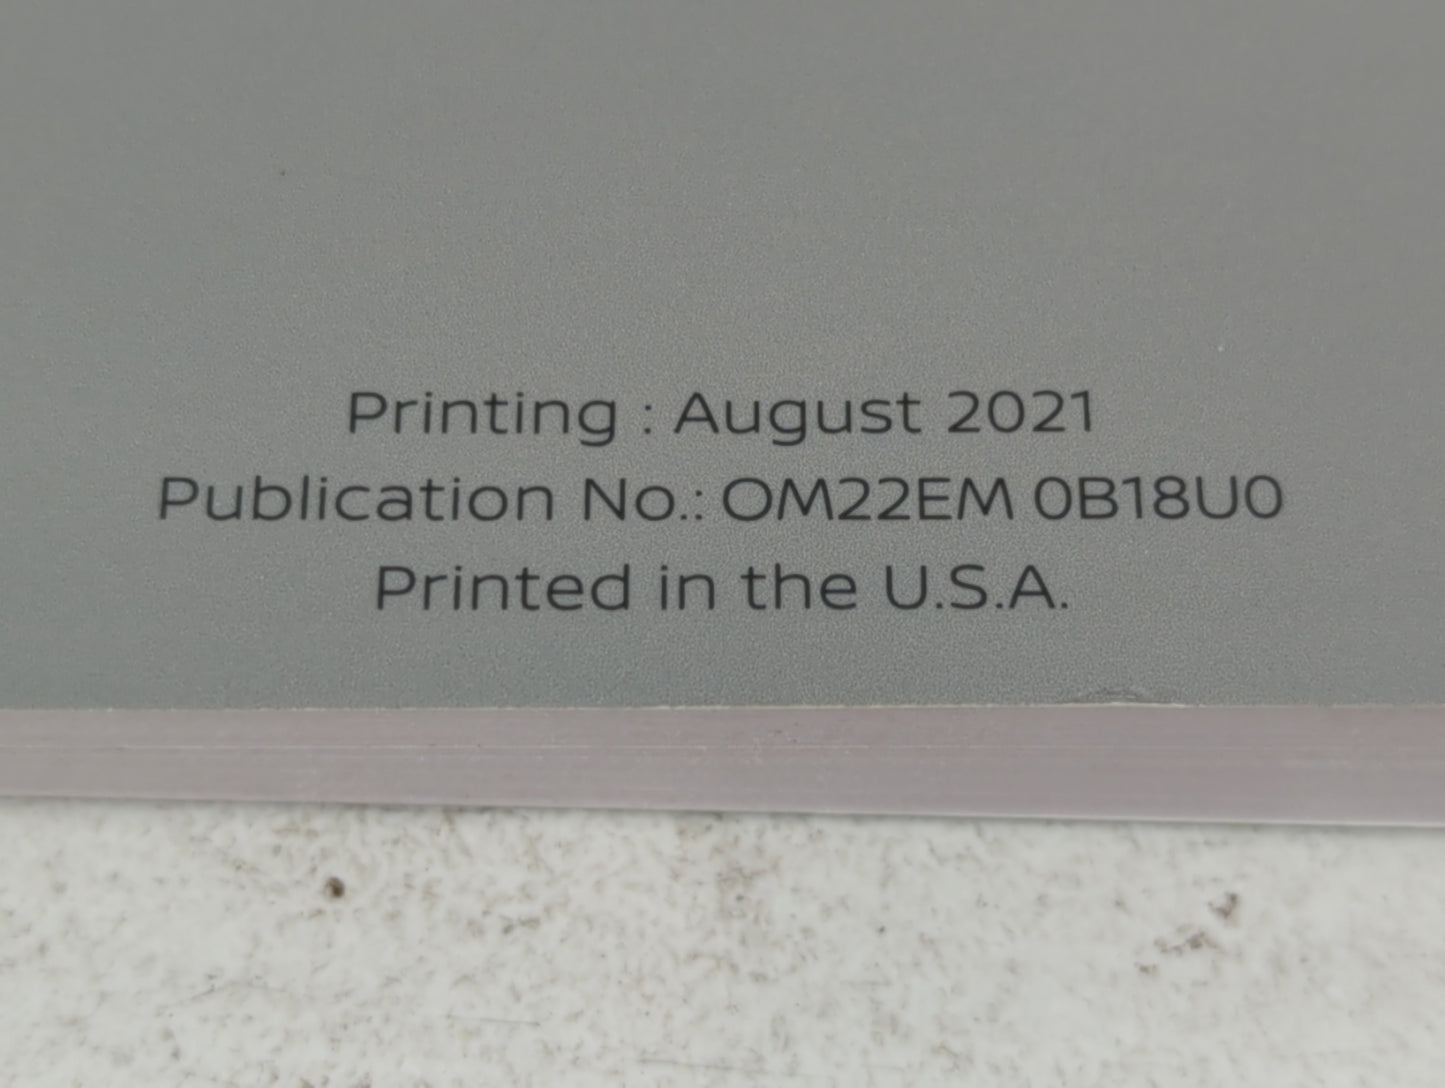 Printing : August 2021
Publication No.: OM22EM 0B18U0
Printed in the U.S.A.